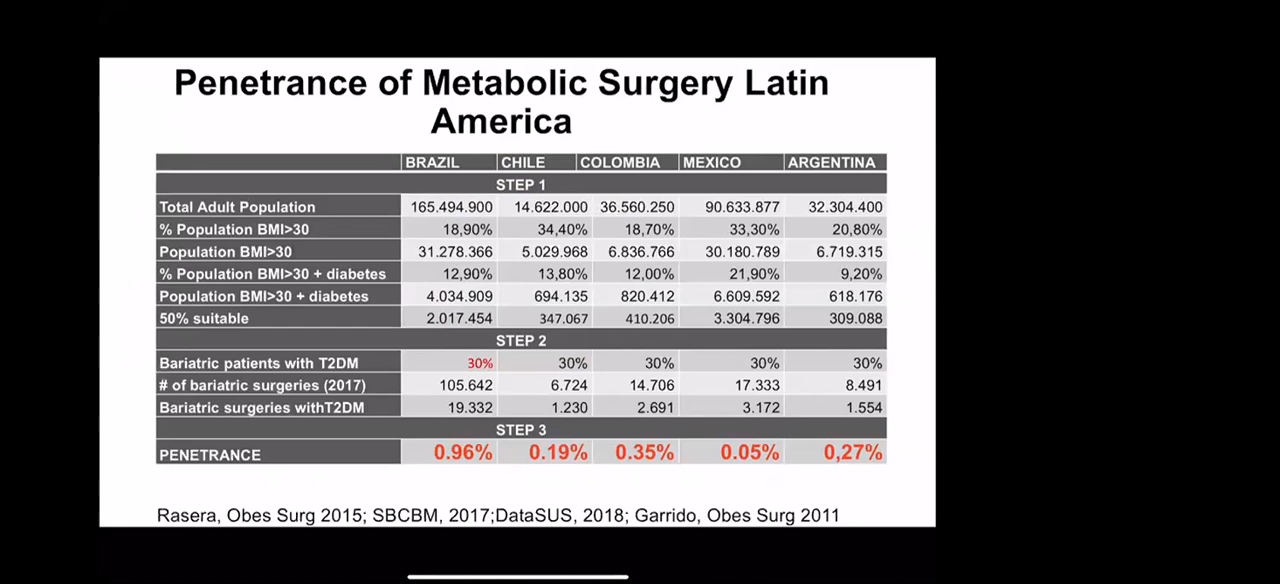 Penetrance of Metabolic Surgery Latin
America
BRAZIL CHILE COLOMBIA MEXICO ARGENTINA
STEP 1
Total Adult Population 165.494.900 14.622.000 36.560.250 90.633.877 32.304.400
% Population BMI>30 18,90% 34,40% 18,70% 33,30% 20,80%
Population BMI>30 31.278.366 5.029.968 6.836.766 30.180.789 6.719.315
% Population BMI>30 + diabetes 12,90% 13,80% 12,00% 21,90% 9,20%
Population BMI>30 + diabetes 4.034.909 694.135 820.412 6.609.592 618.176
50% suitable 2.017.454 347.067 410.206 3.304.796 309.088
STEP 2
Bariatric patients with T2DM 30% 30% 30% 30% 30%
# of bariatric surgeries (2017) 105.642 6.724 14.706 17.333 8.491
Bariatric surgeries withT2DM 19.332 1.230 2.691 3.172 1.554
STEP 3
PENETRANCE 0.96% 0.19% 0.35% 0.05% 0,27%
Rasera, Obes Surg 2015; SBCBM, 2017;DataSUS, 2018; Garrido, Obes Surg 2011